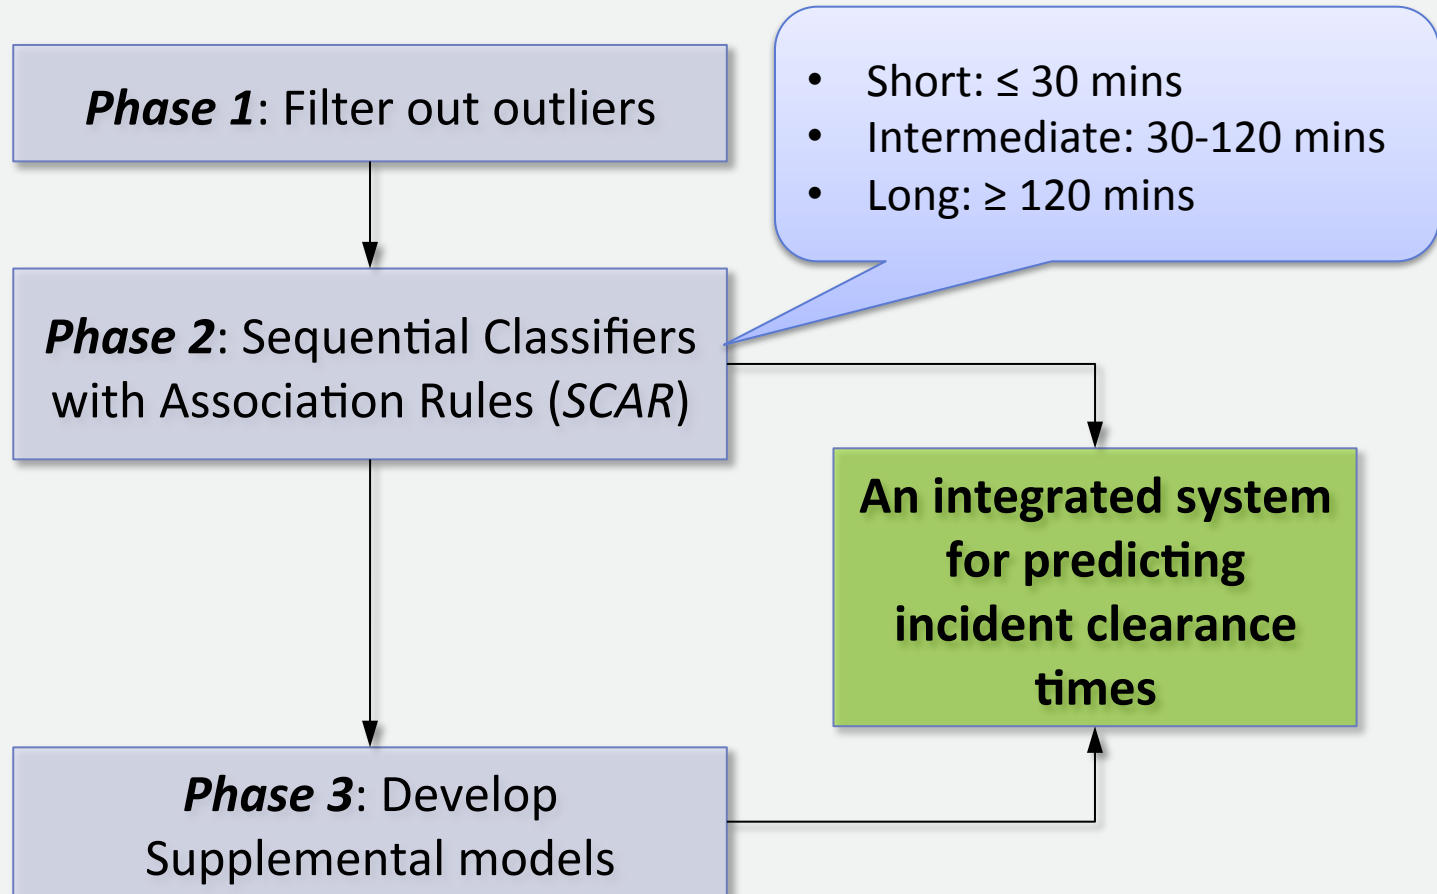 Phase 1: Filter out outliers
• Short: ≤ 30 mins
• Intermediate: 30-120 mins
• Long: ≥ 120 mins
Phase 2: Sequential Classifiers
with Association Rules (SCAR)
An integrated system
for predicting
incident clearance
times
Phase 3: Develop
Supplemental models